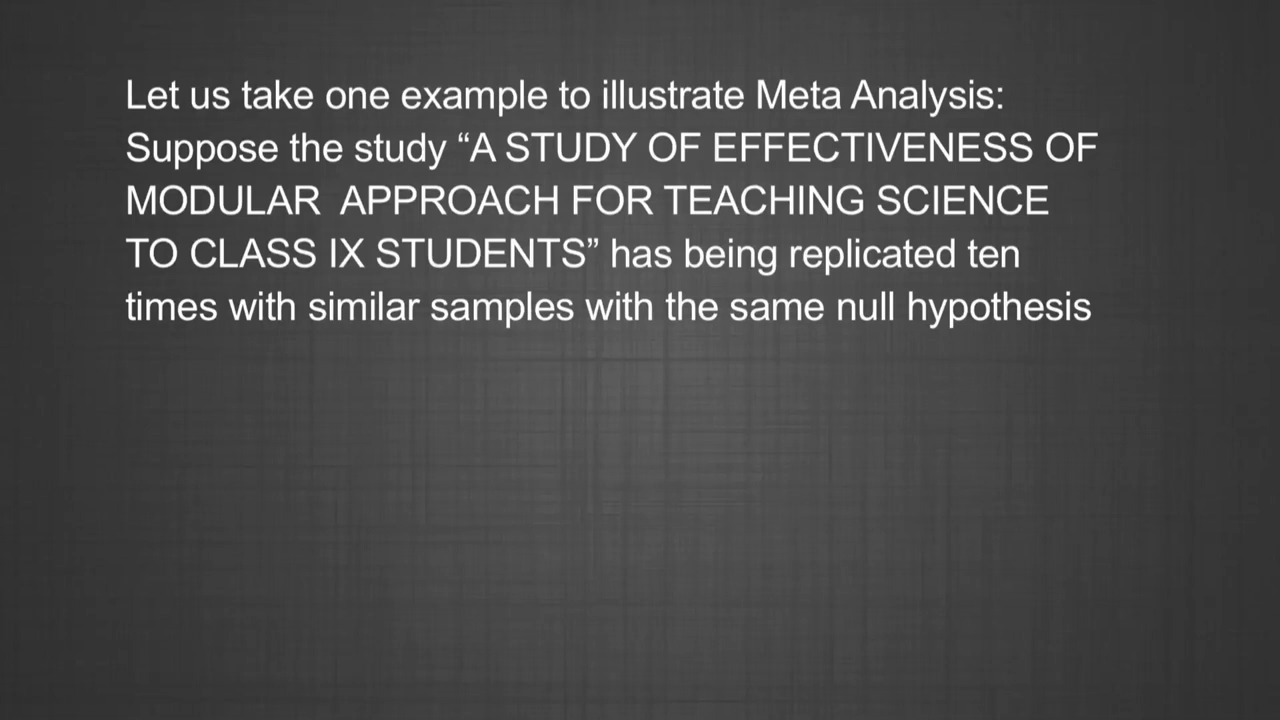 Let us take one example to illustrate Meta Analysis:
Suppose the study “A STUDY OF EFFECTIVENESS OF
MODULAR  APPROACH FOR TEACHING SCIENCE
TO CLASS IX STUDENTS” has being replicated ten
times with similar samples with the same null hypothesis